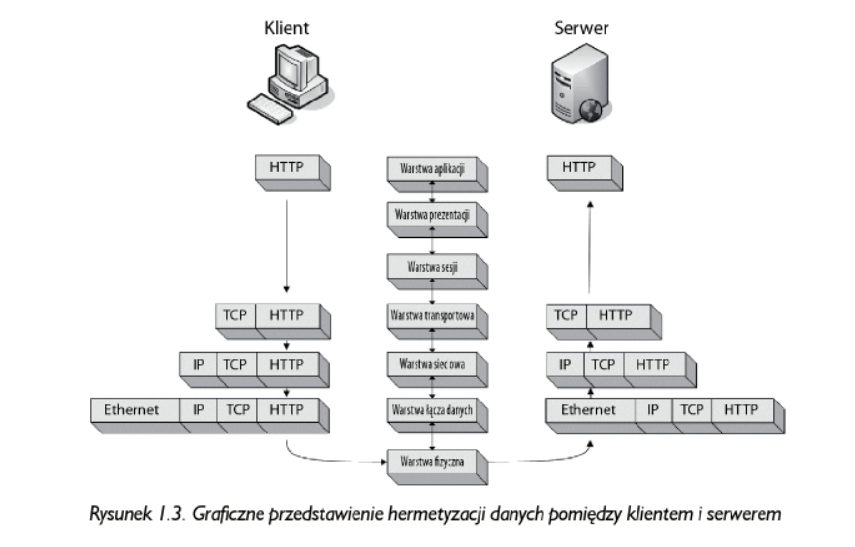 Klient Serwer
HTTP Warstwa aplikacji HTTP
Warstwa prezentacji
Warstwa sesji
TCP HTTP Warstwa transportowa TCP HTTP
IP TCP HTTP Warstwa sieciowa IP TCP HTTP
Ethernet IP TCP HTTP Warstwa łącza danych Ethernet IP TCP HTTP
Warstwa fizyczna
Rysunek 1.3. Graficzne przedstawienie hermetyzacji danych pomiędzy klientem i serwerem